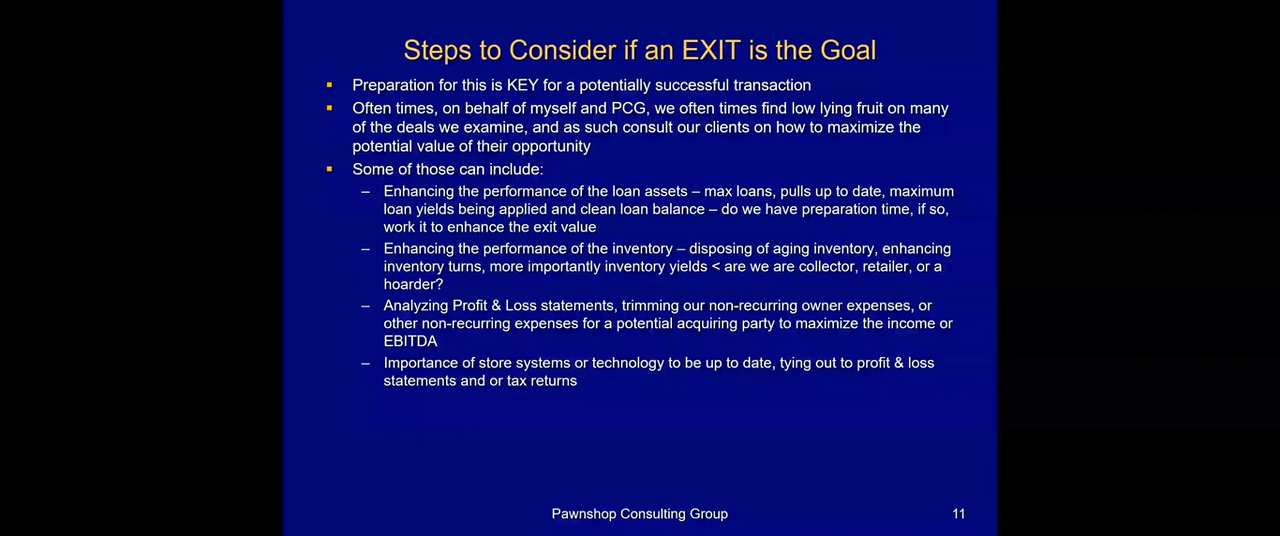 Steps to Consider if an EXIT is the Goal
▪ Preparation for this is KEY for a potentially successful transaction
▪ Often times, on behalf of myself and PCG, we often times find low lying fruit on many
of the deals we examine, and as such consult our clients on how to maximize the
potential value of their opportunity
▪ Some of those can include:
– Enhancing the performance of the loan assets – max loans, pulls up to date, maximum
loan yields being applied and clean loan balance – do we have preparation time, if so,
work it to enhance the exit value
– Enhancing the performance of the inventory – disposing of aging inventory, enhancing
inventory turns, more importantly inventory yields < are we are collector, retailer, or a
hoarder?
– Analyzing Profit & Loss statements, trimming our non-recurring owner expenses, or
other non-recurring expenses for a potential acquiring party to maximize the income or
EBITDA
– Importance of store systems or technology to be up to date, tying out to profit & loss
statements and or tax returns
Pawnshop Consulting Group
11